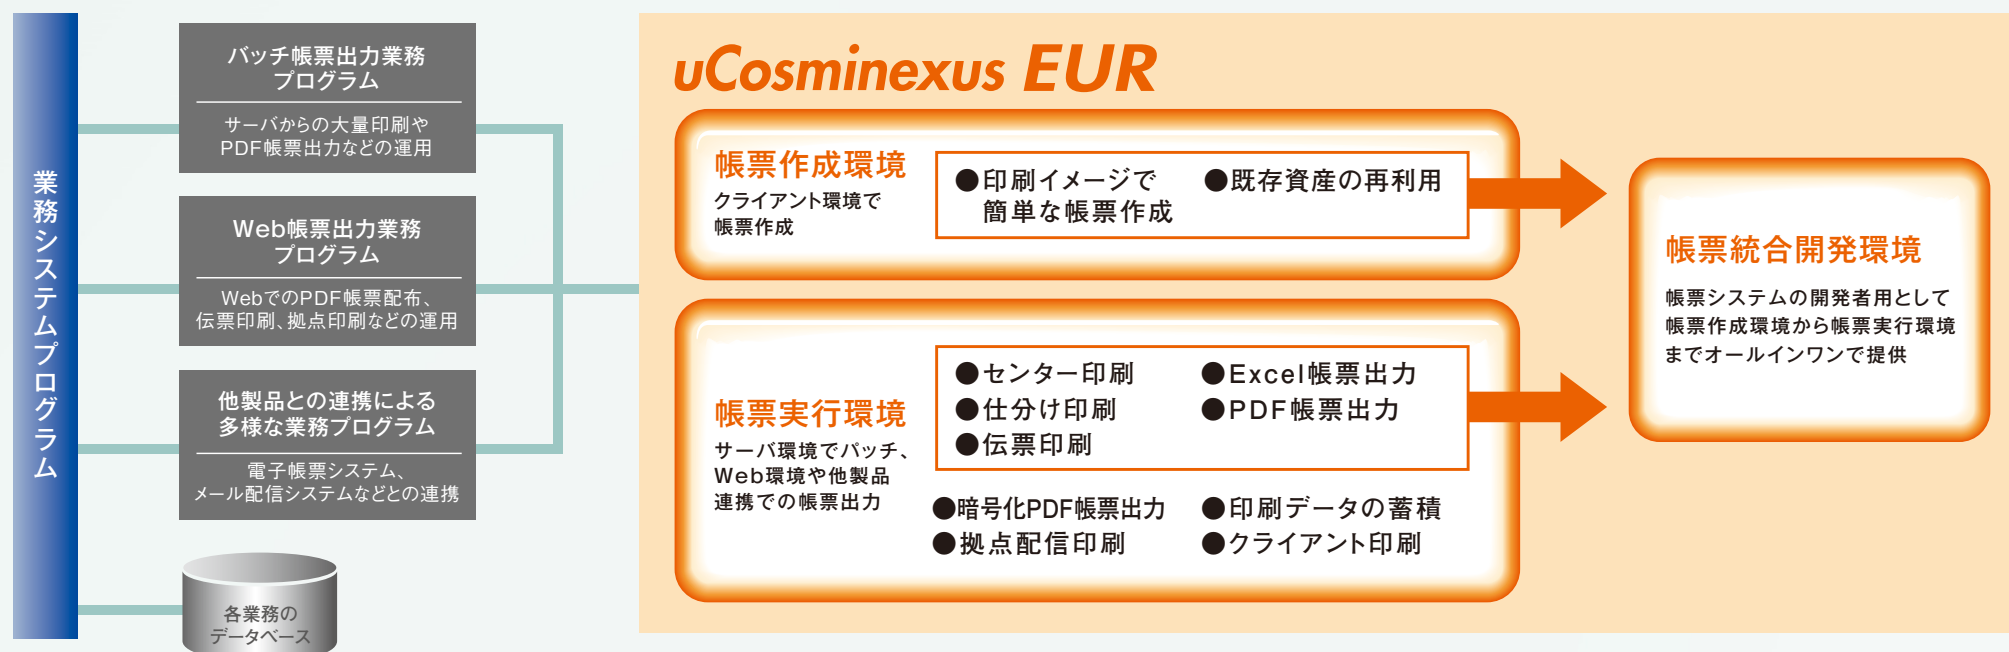 業務システムプログラム
バッチ帳票出力業務
プログラム
サーバからの大量印刷や
PDF帳票出力などの運用
Web帳票出力業務
プログラム
WebでのPDF帳票配布、
伝票印刷、拠点印刷などの運用
他製品との連携による
多様な業務プログラム
電子帳票システム、
メール配信システムなどとの連携
各業務の
データベース
uCosminexus EUR
帳票作成環境
クライアント環境で
帳票作成
●印刷イメージで
簡単な帳票作成
●既存資産の再利用
帳票実行環境
サーバ環境でバッチ、
Web環境や他製品
連携での帳票出力
●センター印刷
●仕分け印刷
●伝票印刷
●Excel帳票出力
●PDF帳票出力
●暗号化PDF帳票出力
●拠点配信印刷
●印刷データの蓄積
●クライアント印刷
帳票統合開発環境
帳票システムの開発者用として
帳票作成環境から帳票実行環境
までオールインワンで提供